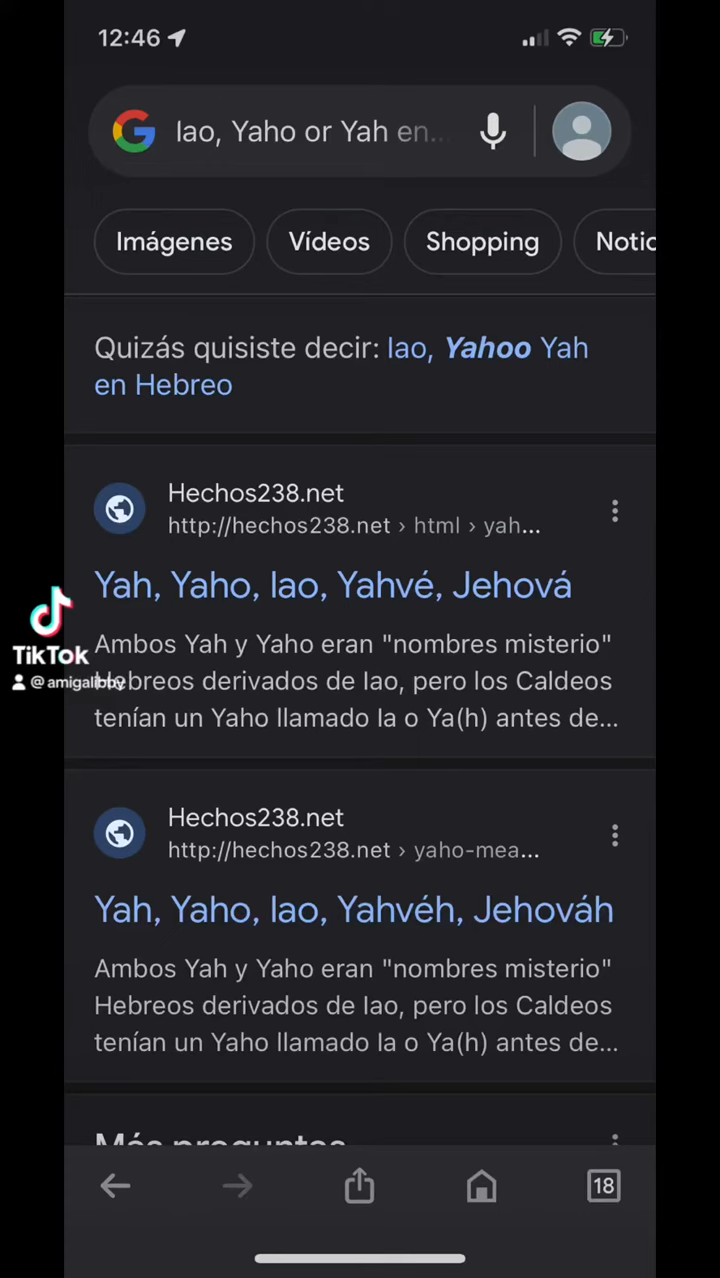 12:46
Iao, Yaho or Yah en...
Imágenes
Vídeos
Shopping
Notic
Quizás quisiste decir: Iao, Yahoo Yah
en Hebreo
Hechos238.net
http://hechos238.net › html › yah...
Yah, Yaho, Iao, Yahvé, Jehová
Ambos Yah y Yaho eran "nombres misterio"
Hebreos derivados de Iao, pero los Caldeos
tenían un Yaho llamado Ia o Ya(h) antes de...
TikTok
@amigalibby
Hechos238.net
http://hechos238.net › yaho-mea...
Yah, Yaho, Iao, Yahvéh, Jehováh
Ambos Yah y Yaho eran "nombres misterio"
Hebreos derivados de Iao, pero los Caldeos
tenían un Yaho llamado Ia o Ya(h) antes de...
Más preguntas
18